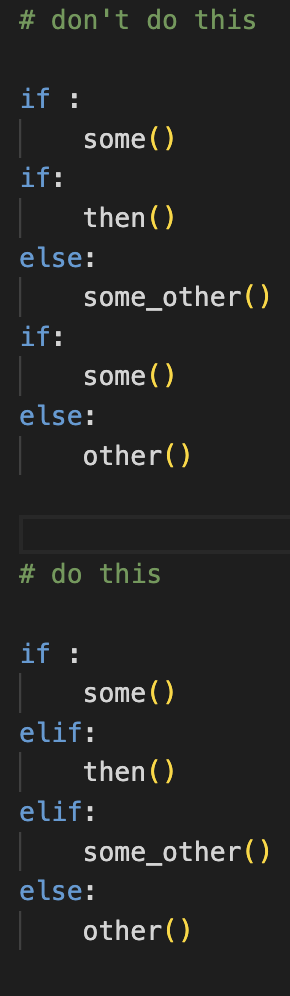 # don't do this
if :
    some()
if:
    then()
else:
    some_other()
if:
    some()
else:
    other()
# do this
if :
    some()
elif:
    then()
elif:
    some_other()
else:
    other()